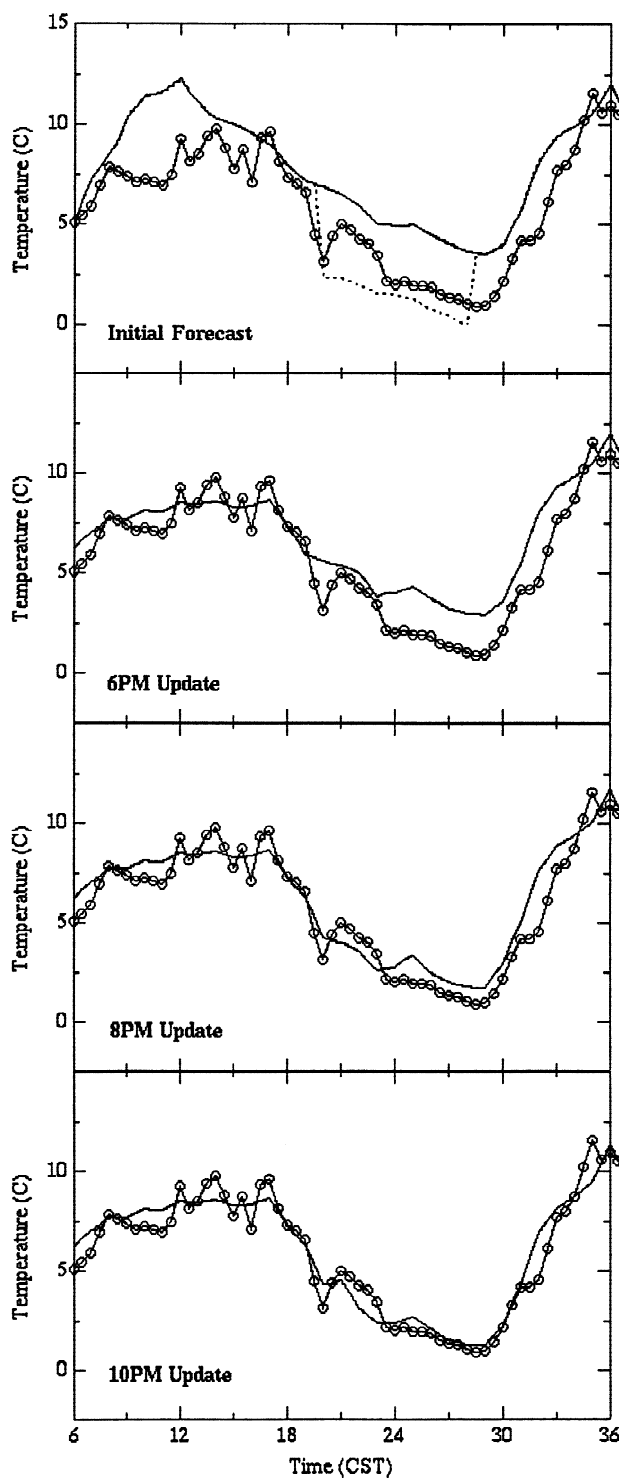 15
10
5
0
Temperature (C)
Initial Forecast
10
5
0
Temperature (C)
6PM Update
10
5
0
Temperature (C)
8PM Update
10
5
0
Temperature (C)
10PM Update
6 12 18 24 30 36
Time (CST)